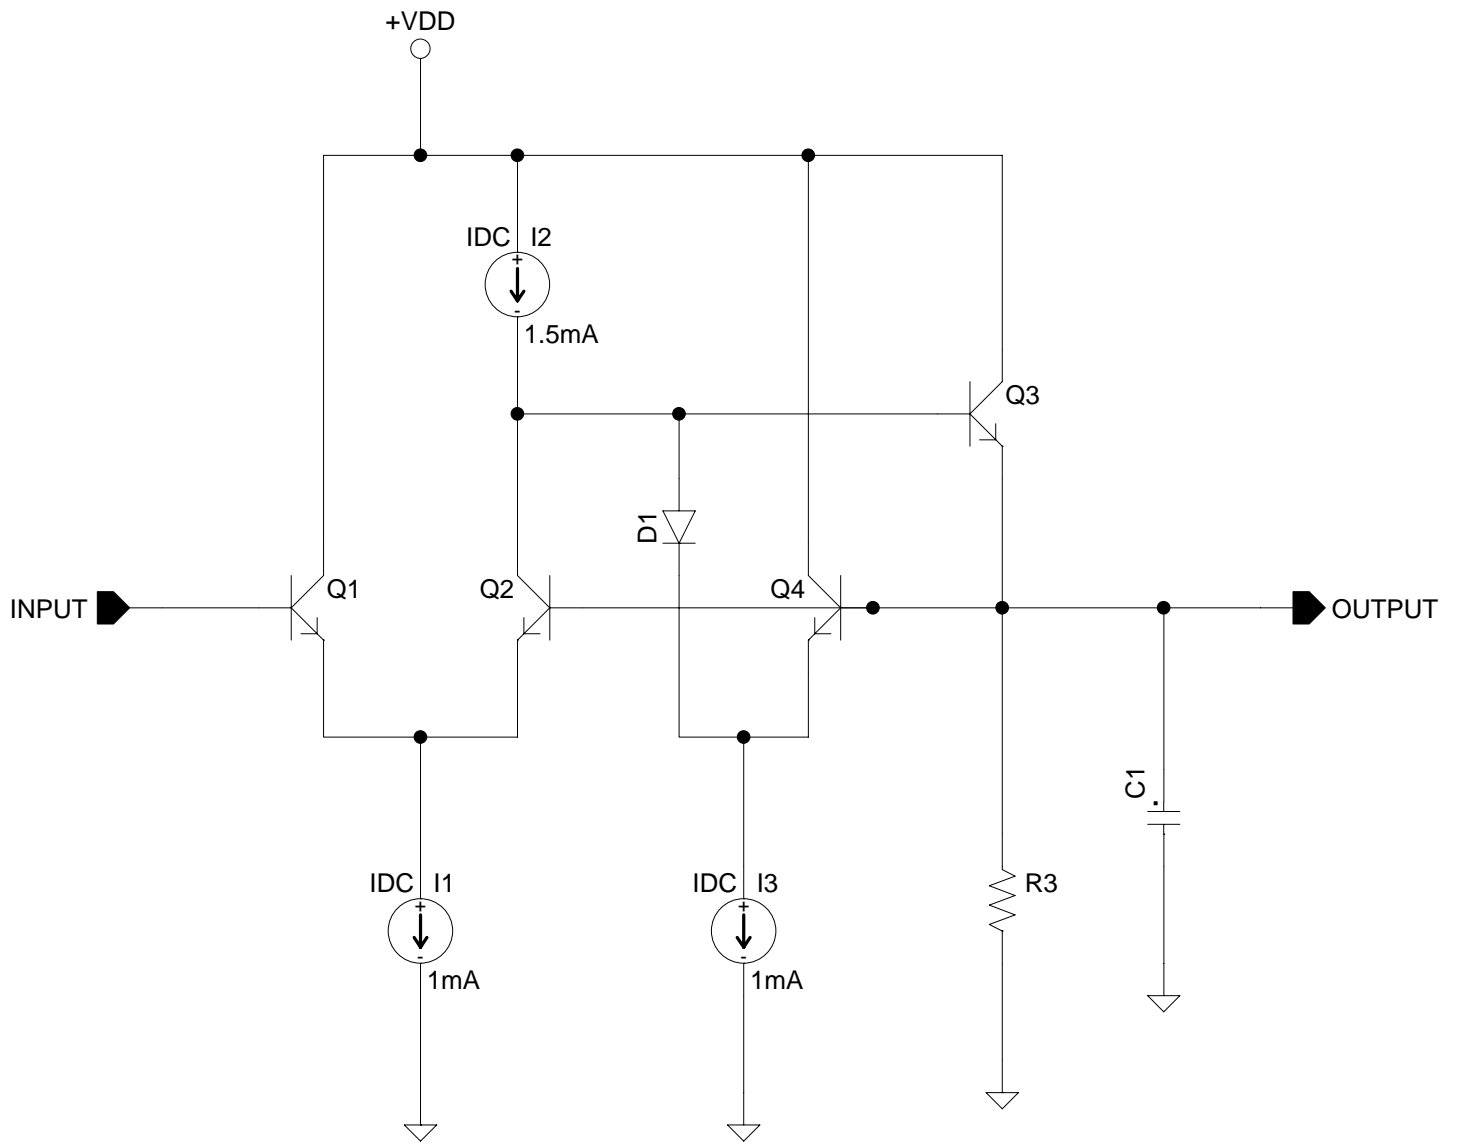 +VDD
IDC I2
+
-
1.5mA
Q3
D1
INPUT
Q1
Q2
Q4
OUTPUT
C1
IDC I1
+
-
1mA
IDC I3
+
-
1mA
R3